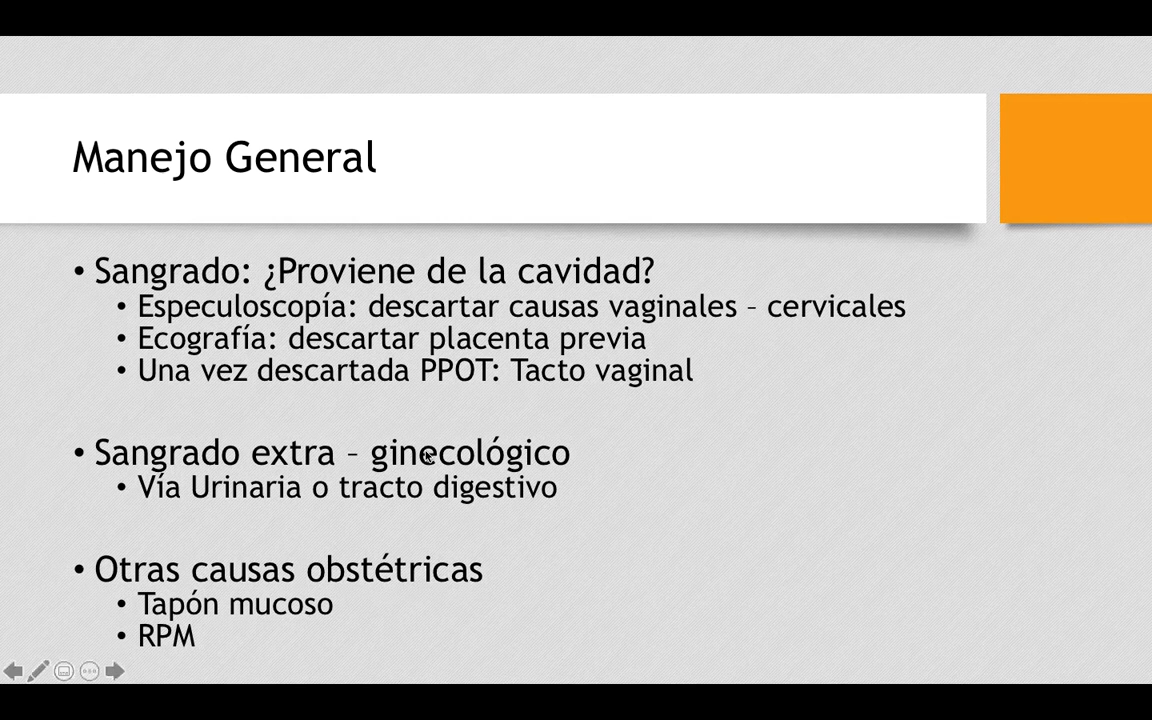 Manejo General
• Sangrado: ¿Proviene de la cavidad?
• Especuloscopía: descartar causas vaginales – cervicales
• Ecografía: descartar placenta previa
• Una vez descartada PPOT: Tacto vaginal
• Sangrado extra – ginecológico
• Vía Urinaria o tracto digestivo
• Otras causas obstétricas
• Tapón mucoso
• RPM